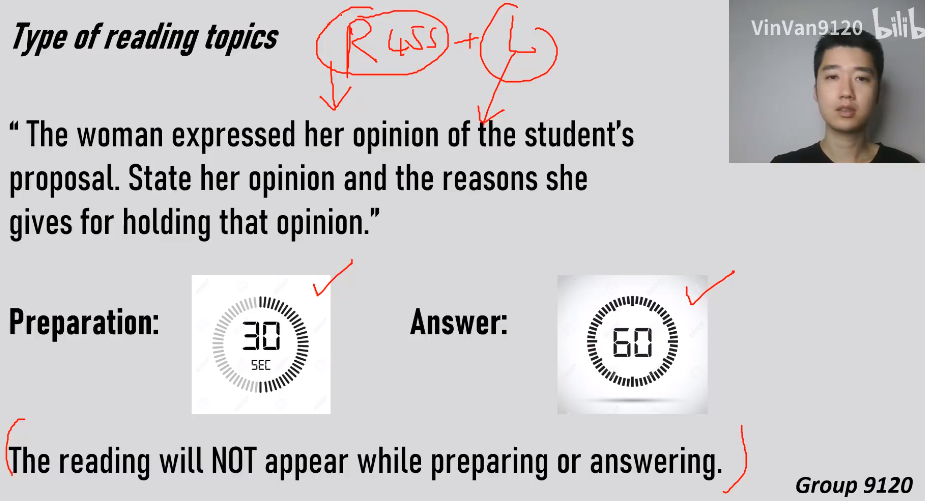 Type of reading topics
R 45s + L
VinVan9120 bilib
“ The woman expressed her opinion of the student’s
proposal. State her opinion and the reasons she
gives for holding that opinion.”
Preparation:
30
SEC
Answer:
60
The reading will NOT appear while preparing or answering.
Group 9120